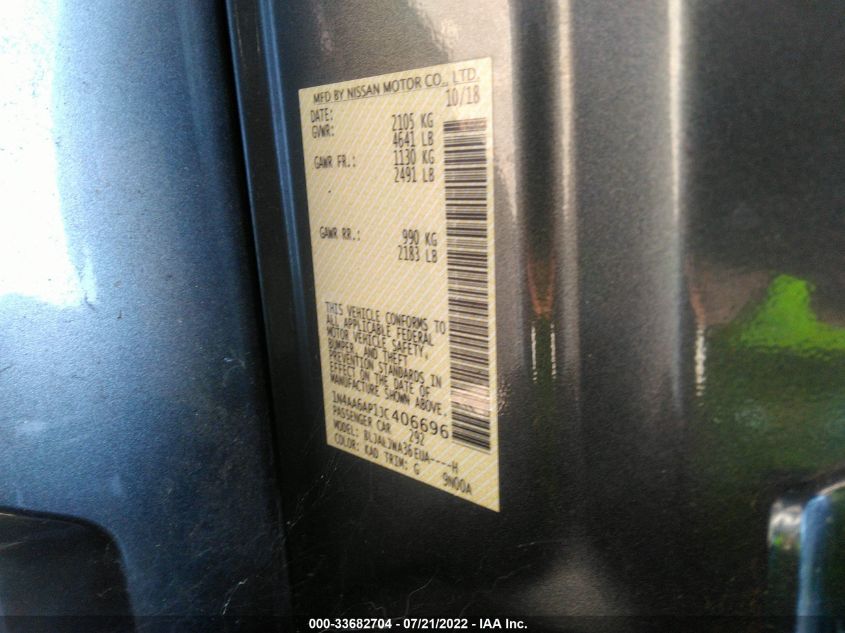 MFD BY NISSAN MOTOR CO., LTD.
DATE: 10/18
GVWR: 2105 KG
4641 LB
GAWR FR.: 1130 KG
2491 LB
GAWR RR.: 990 KG
2183 LB
THIS VEHICLE CONFORMS TO
ALL APPLICABLE FEDERAL
MOTOR VEHICLE SAFETY,
BUMPER, AND THEFT
PREVENTION STANDARDS IN
EFFECT ON THE DATE OF
MANUFACTURE SHOWN ABOVE.
1N4AA6AP1JC406696
PASSENGER CAR 292
MODEL: BLJALJWA36EUA----H
COLOR: KAD TRIM: G 9N00A
000-33682704 / 07/21/2022 - IAA Inc.